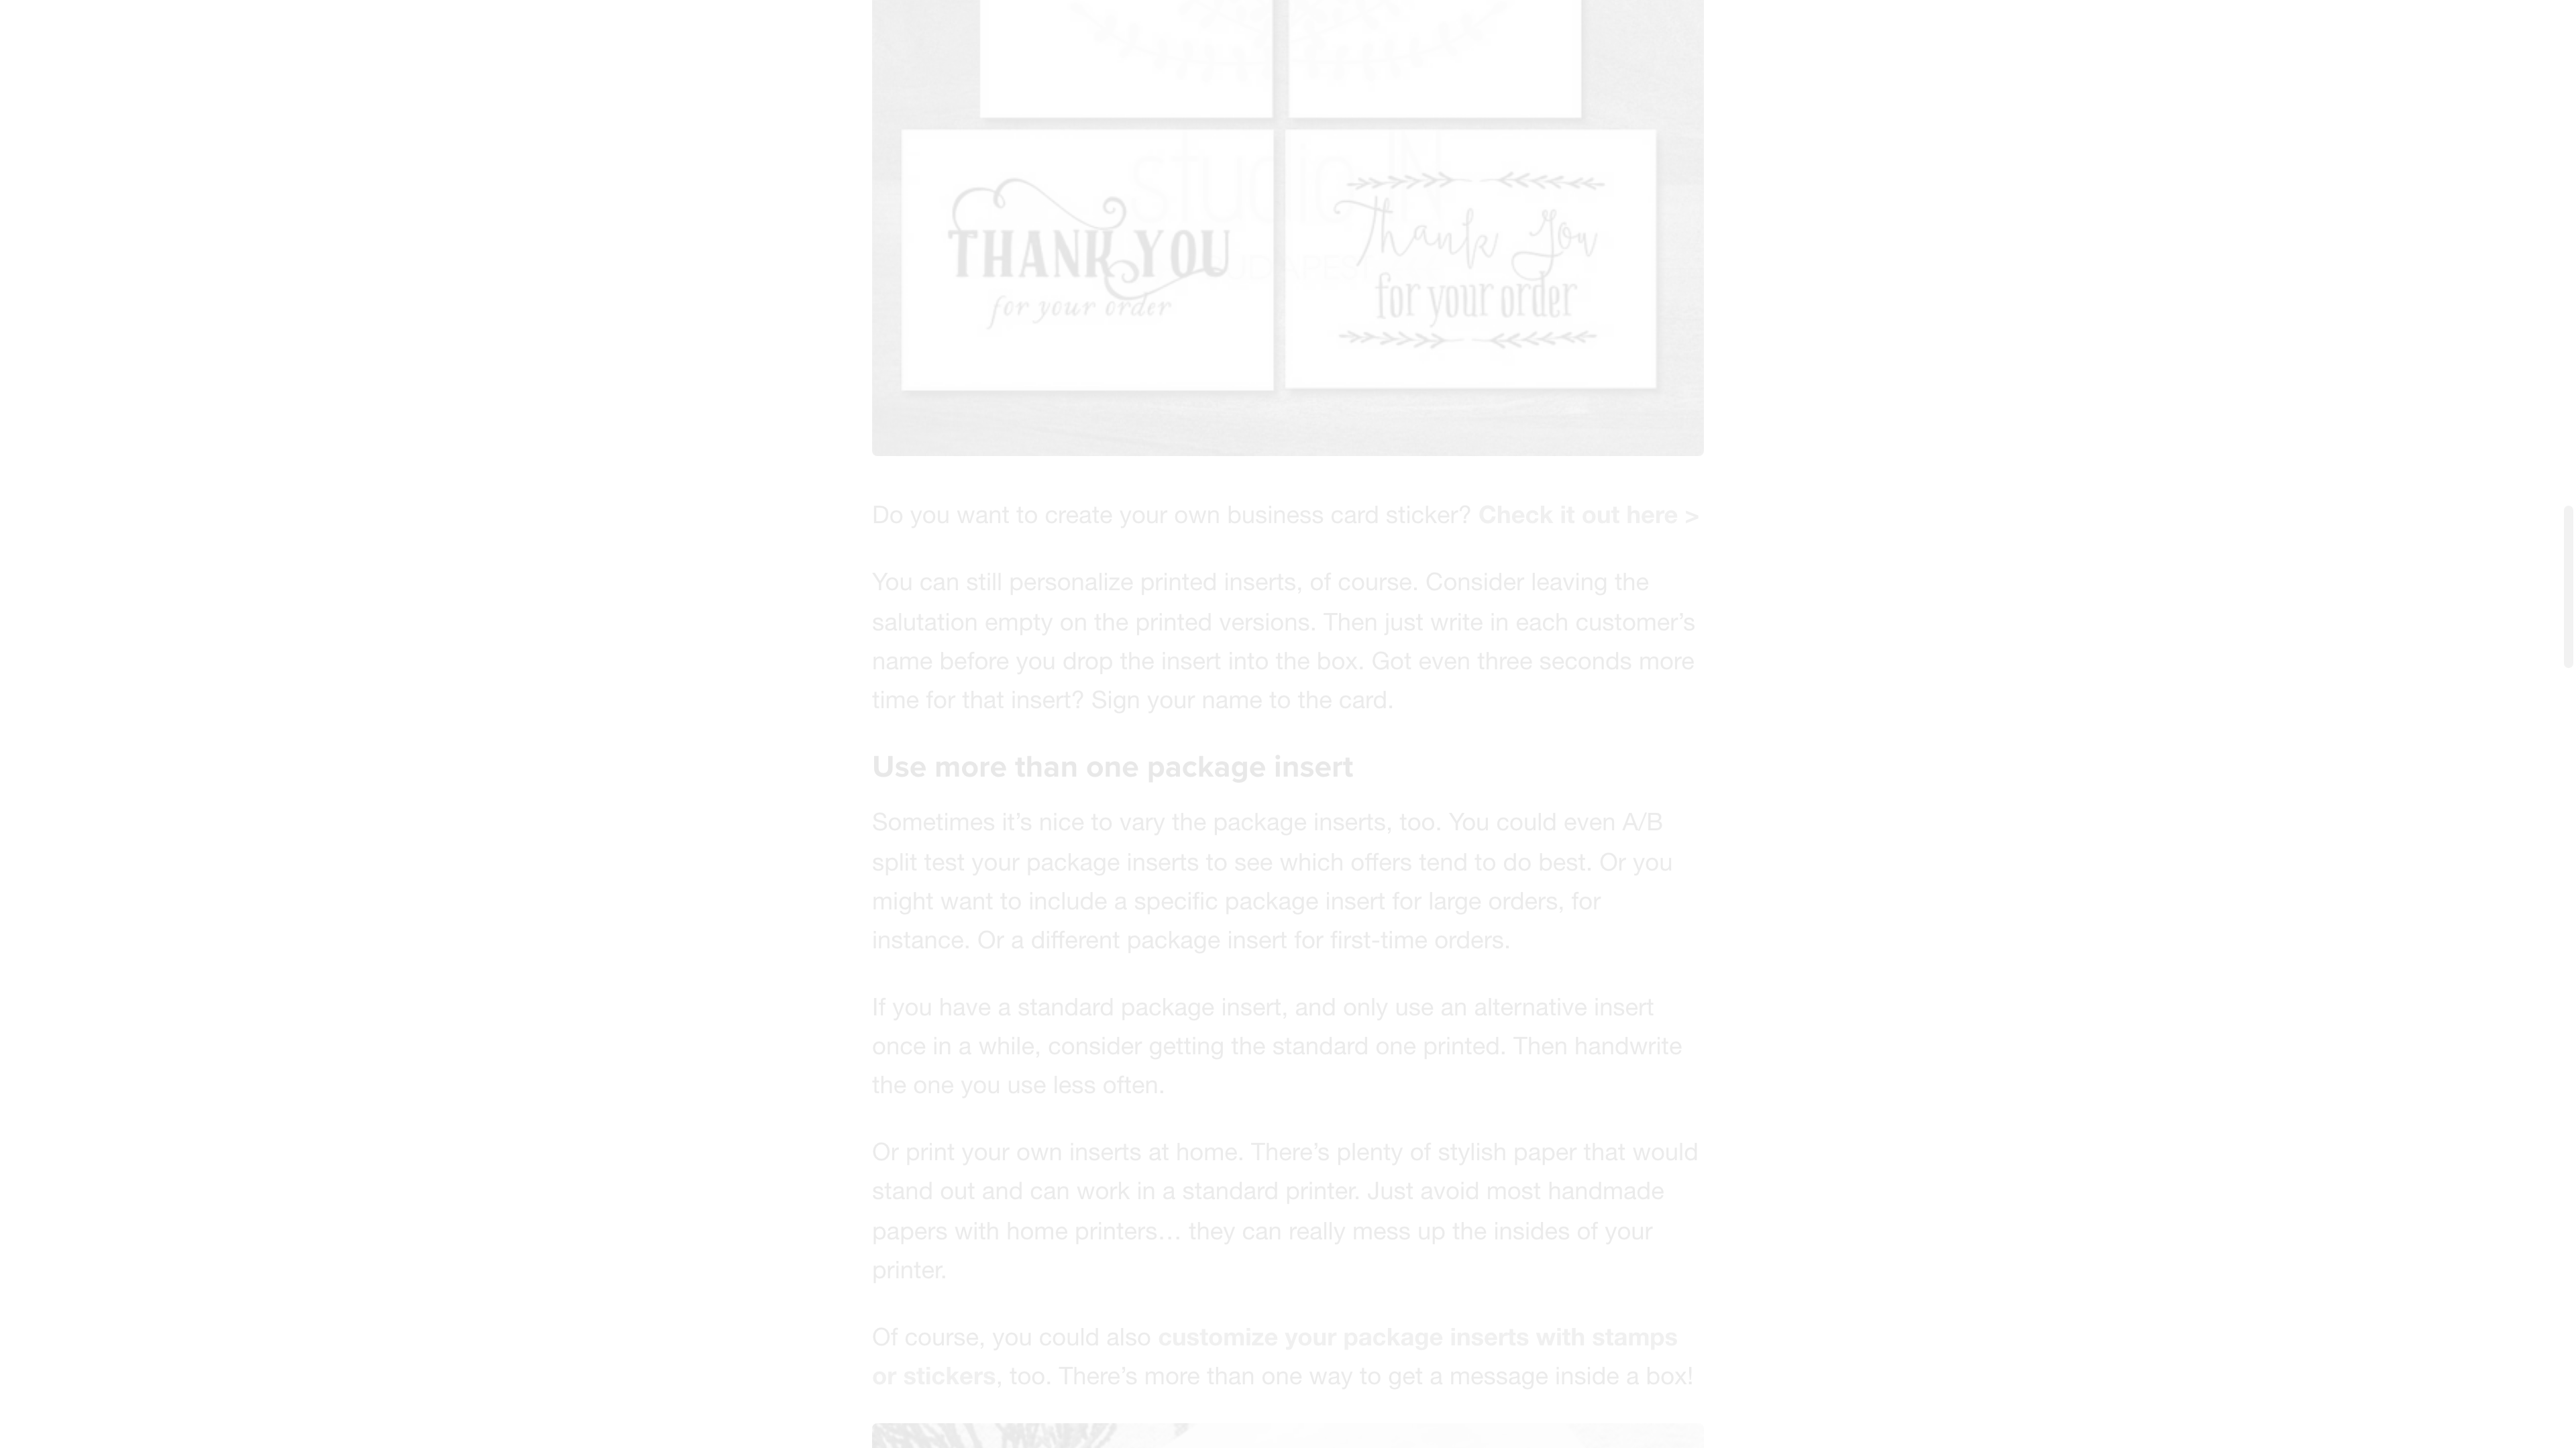 studio IN
THANK YOU
for your order
Thank You
for your order
Do you want to create your own business card sticker? Check it out here >
You can still personalize printed inserts, of course. Consider leaving the
salutation empty on the printed versions. Then just write in each customer’s
name before you drop the insert into the box. Got even three seconds more
time for that insert? Sign your name to the card.
Use more than one package insert
Sometimes it’s nice to vary the package inserts, too. You could even A/B
split test your package inserts to see which offers tend to do best. Or you
might want to include a specific package insert for large orders, for
instance. Or a different package insert for first-time orders.
If you have a standard package insert, and only use an alternative insert
once in a while, consider getting the standard one printed. Then handwrite
the one you use less often.
Or print your own inserts at home. There’s plenty of stylish paper that would
stand out and can work in a standard printer. Just avoid most handmade
papers with home printers… they can really mess up the insides of your
printer.
Of course, you could also customize your package inserts with stamps
or stickers, too. There’s more than one way to get a message inside a box!